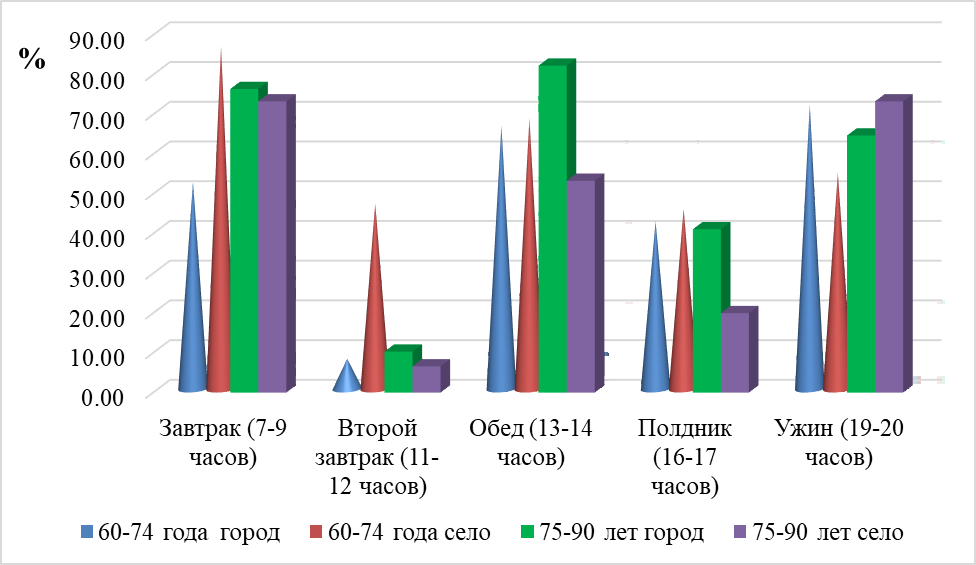 %
90.00
80.00
70.00
60.00
50.00
40.00
30.00
20.00
10.00
0.00
Завтрак (7-9
часов)
Второй
завтрак (11-
12 часов)
Обед (13-14
часов)
Полдник
(16-17
часов)
Ужин (19-20
часов)
60-74 года город
60-74 года село
75-90 лет город
75-90 лет село